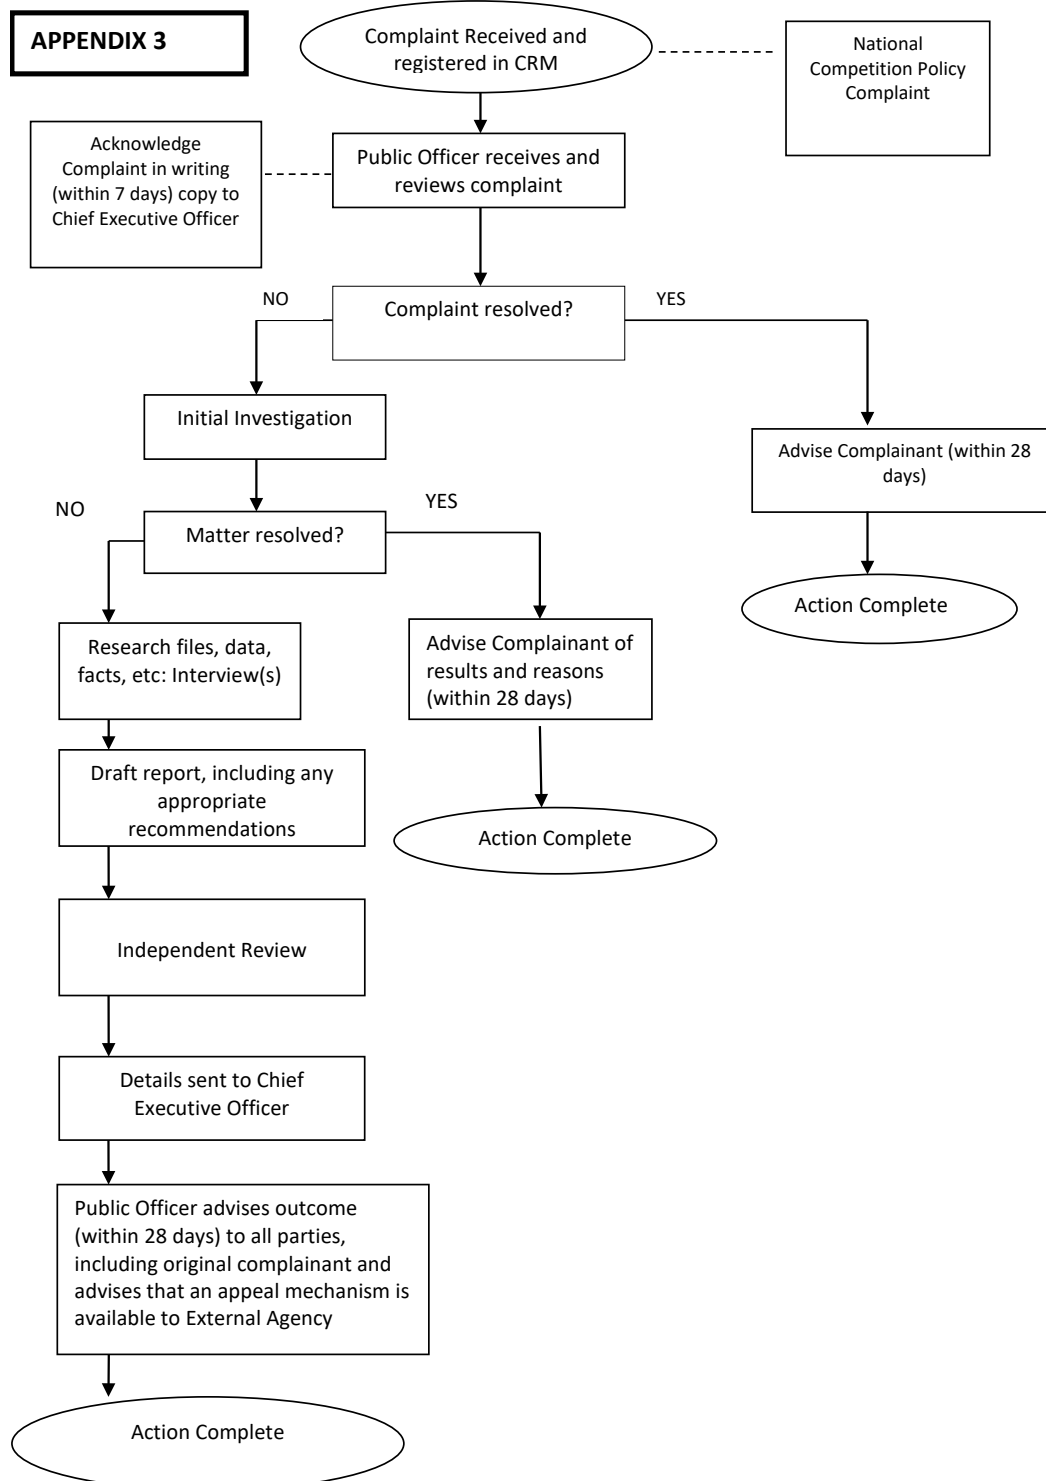 APPENDIX 3
Complaint Received and
registered in CRM
National
Competition Policy
Complaint
Acknowledge
Complaint in writing
(within 7 days) copy to
Chief Executive Officer
Public Officer receives and
reviews complaint
NO
Complaint resolved?
YES
Initial Investigation
Advise Complainant (within 28
days)
NO
YES
Matter resolved?
Action Complete
Research files, data,
facts, etc: Interview(s)
Advise Complainant of
results and reasons
(within 28 days)
Draft report, including any
appropriate
recommendations
Action Complete
Independent Review
Details sent to Chief
Executive Officer
Public Officer advises outcome
(within 28 days) to all parties,
including original complainant and
advises that an appeal mechanism is
available to External Agency
Action Complete